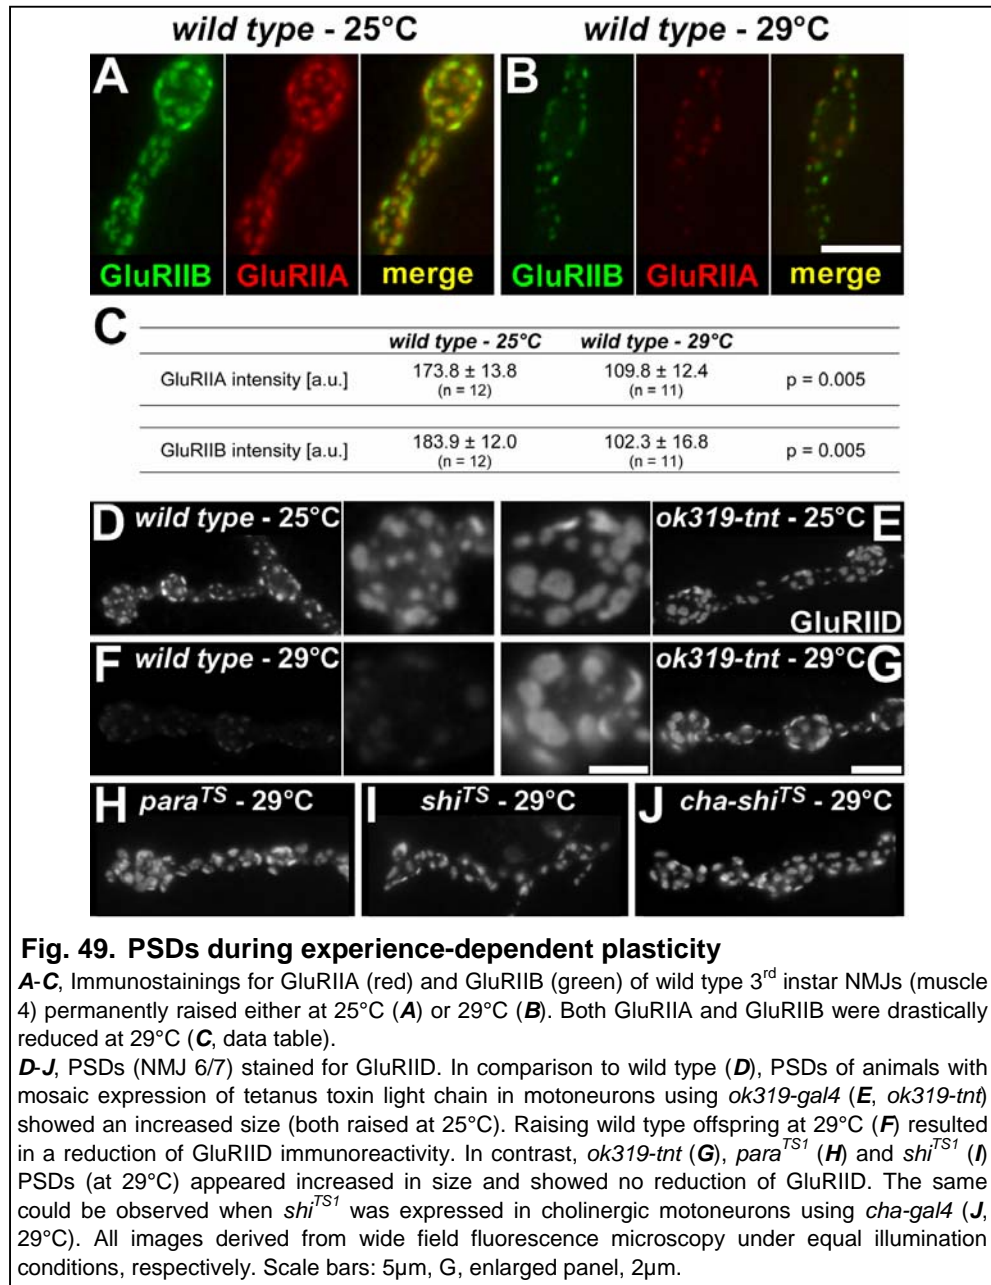 wild type - 25°C wild type - 29°C
A B
GluRIIB GluRIIA merge GluRIIB GluRIIA merge
C
wild type - 25°C wild type - 29°C
GluRIIA intensity [a.u.] 173.8 ± 13.8 (n = 12) 109.8 ± 12.4 (n = 11) p = 0.005
GluRIIB intensity [a.u.] 183.9 ± 12.0 (n = 12) 102.3 ± 16.8 (n = 11) p = 0.005
D wild type - 25°C ok319-tnt - 25°C E
GluRIID
F wild type - 29°C ok319-tnt - 29°C G
H paraTS - 29°C I shiTS - 29°C J cha-shiTS - 29°C
Fig. 49. PSDs during experience-dependent plasticity
A-C, Immunostainings for GluRIIA (red) and GluRIIB (green) of wild type 3rd instar NMJs (muscle
4) permanently raised either at 25°C (A) or 29°C (B). Both GluRIIA and GluRIIB were drastically
reduced at 29°C (C, data table).
D-J, PSDs (NMJ 6/7) stained for GluRIID. In comparison to wild type (D), PSDs of animals with
mosaic expression of tetanus toxin light chain in motoneurons using ok319-gal4 (E, ok319-tnt)
showed an increased size (both raised at 25°C). Raising wild type offspring at 29°C (F) resulted
in a reduction of GluRIID immunoreactivity. In contrast, ok319-tnt (G), paraTS1 (H) and shiTS1 (I)
PSDs (at 29°C) appeared increased in size and showed no reduction of GluRIID. The same
could be observed when shiTS1 was expressed in cholinergic motoneurons using cha-gal4 (J,
29°C). All images derived from wide field fluorescence microscopy under equal illumination
conditions, respectively. Scale bars: 5µm, G, enlarged panel, 2µm.